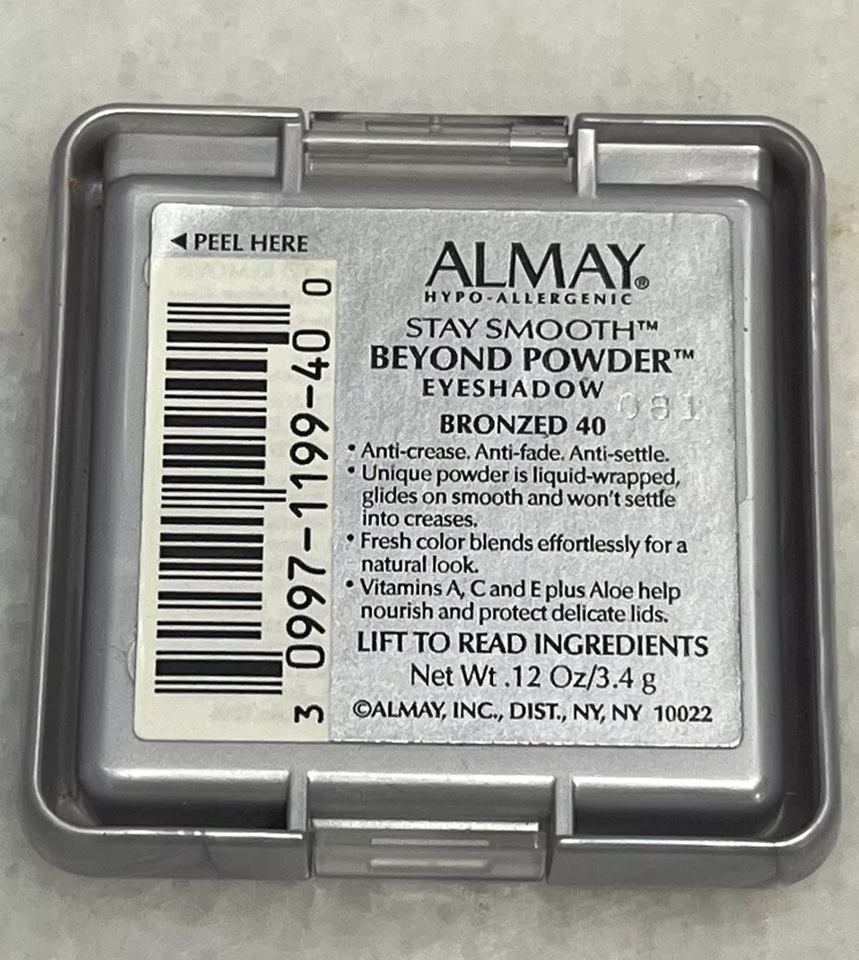 ◀ PEEL HERE
3 0997-1199-40 0
ALMAY®
HYPO-ALLERGENIC
STAY SMOOTH™
BEYOND POWDER™
EYESHADOW
081
BRONZED 40
• Anti-crease. Anti-fade. Anti-settle.
• Unique powder is liquid-wrapped,
glides on smooth and won't settle
into creases.
• Fresh color blends effortlessly for a
natural look.
• Vitamins A, C and E plus Aloe help
nourish and protect delicate lids.
LIFT TO READ INGREDIENTS
Net Wt .12 Oz/3.4 g
©ALMAY, INC., DIST., NY, NY 10022